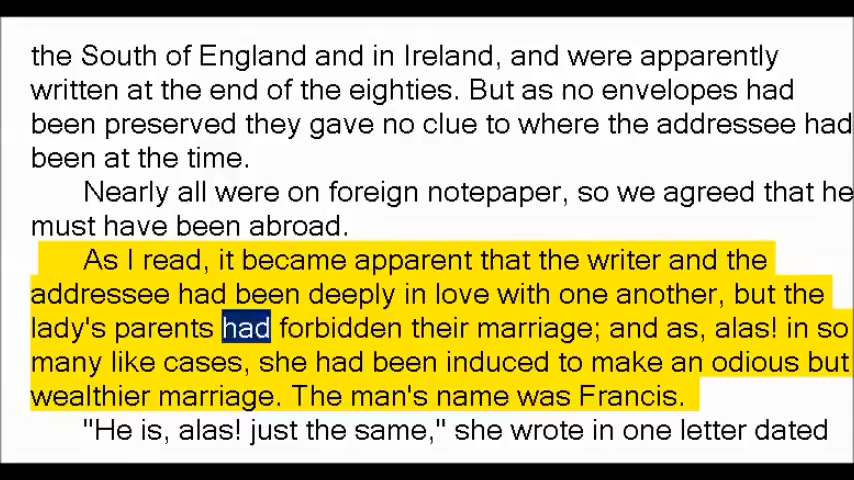 the South of England and in Ireland, and were apparently
written at the end of the eighties. But as no envelopes had
been preserved they gave no clue to where the addressee had
been at the time.
Nearly all were on foreign notepaper, so we agreed that he
must have been abroad.
As I read, it became apparent that the writer and the
addressee had been deeply in love with one another, but the
lady's parents had forbidden their marriage; and as, alas! in so
many like cases, she had been induced to make an odious but
wealthier marriage. The man's name was Francis.
"He is, alas! just the same," she wrote in one letter dated